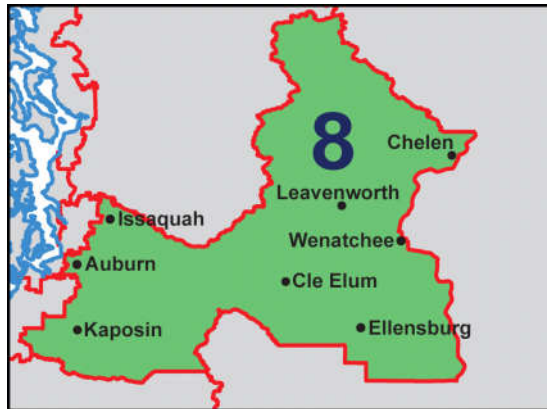 8
Chelen
Leavenworth
Issaquah
Wenatchee
Auburn
Cle Elum
Kaposin
Ellensburg